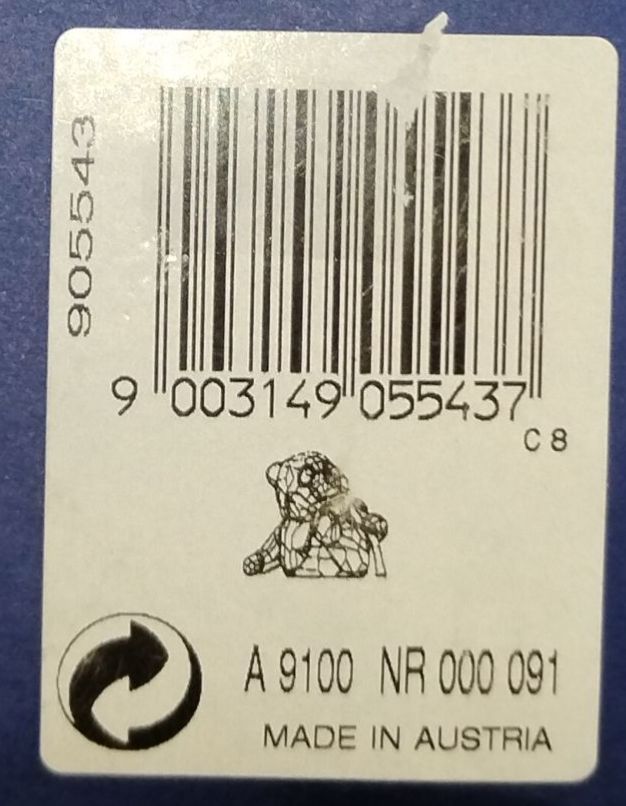 905543
9 003149 055437
C 8
A 9100 NR 000 091
MADE IN AUSTRIA